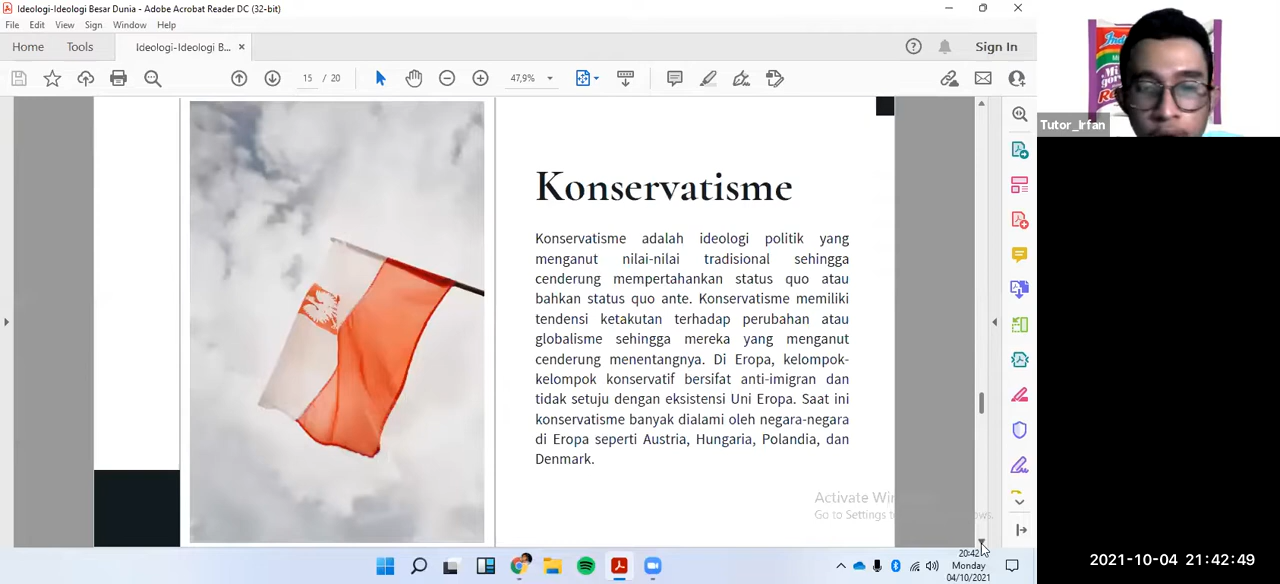 Ideologi-Ideologi Besar Dunia - Adobe Acrobat Reader DC (32-bit)
File Edit View Sign Window Help
Home Tools Ideologi-Ideologi B... × Sign In
15 / 20 47,9%
Tutor_Irfan
Konservatisme
Konservatisme adalah ideologi politik yang
menganut nilai-nilai tradisional sehingga
cenderung mempertahankan status quo atau
bahkan status quo ante. Konservatisme memiliki
tendensi ketakutan terhadap perubahan atau
globalisme sehingga mereka yang menganut
cenderung menentangnya. Di Eropa, kelompok-
kelompok konservatif bersifat anti-imigran dan
tidak setuju dengan eksistensi Uni Eropa. Saat ini
konservatisme banyak dialami oleh negara-negara
di Eropa seperti Austria, Hungaria, Polandia, dan
Denmark.
Activate Wi
Go to Settings
20:42
Monday
04/10/2021
2021-10-04 21:42:49